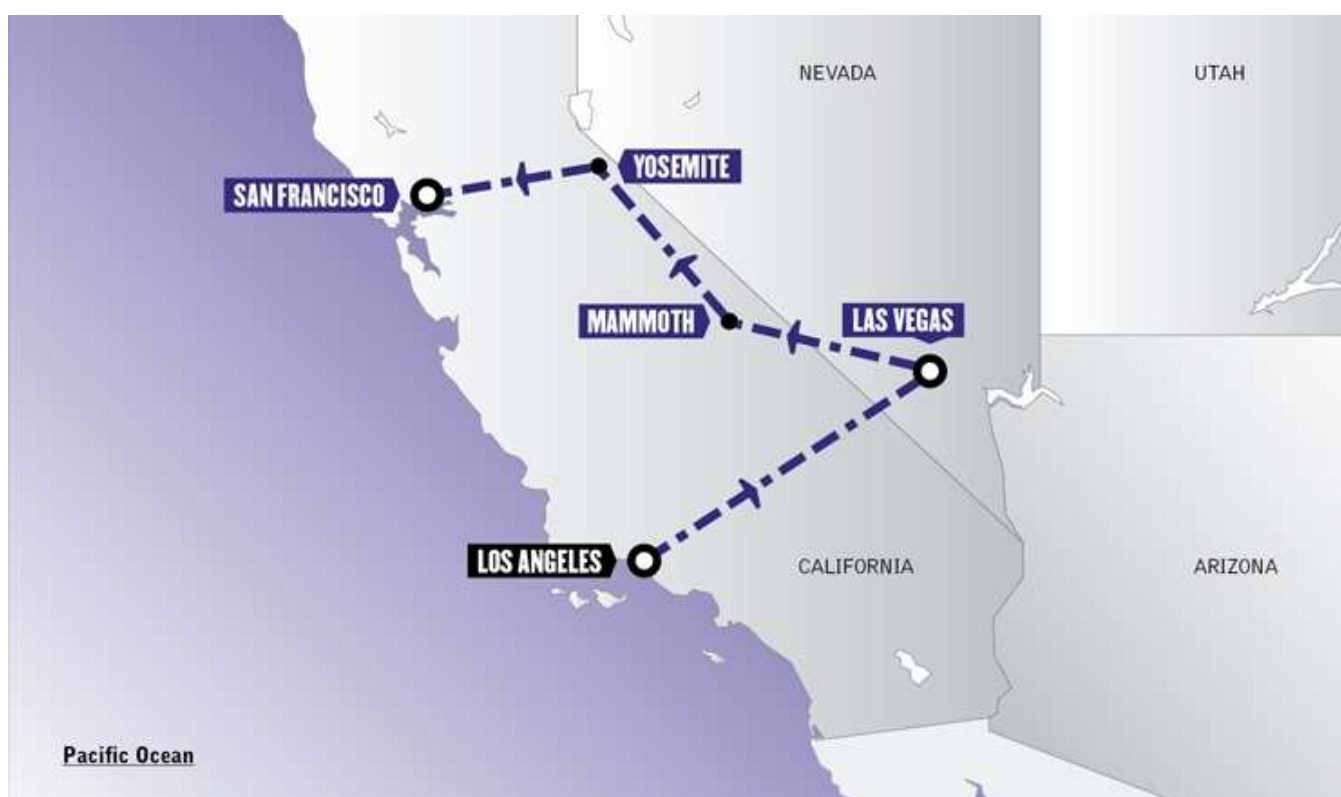 NEVADA
UTAH
YOSEMITE
SAN FRANCISCO
MAMMOTH
LAS VEGAS
LOS ANGELES
CALIFORNIA
ARIZONA
Pacific Ocean